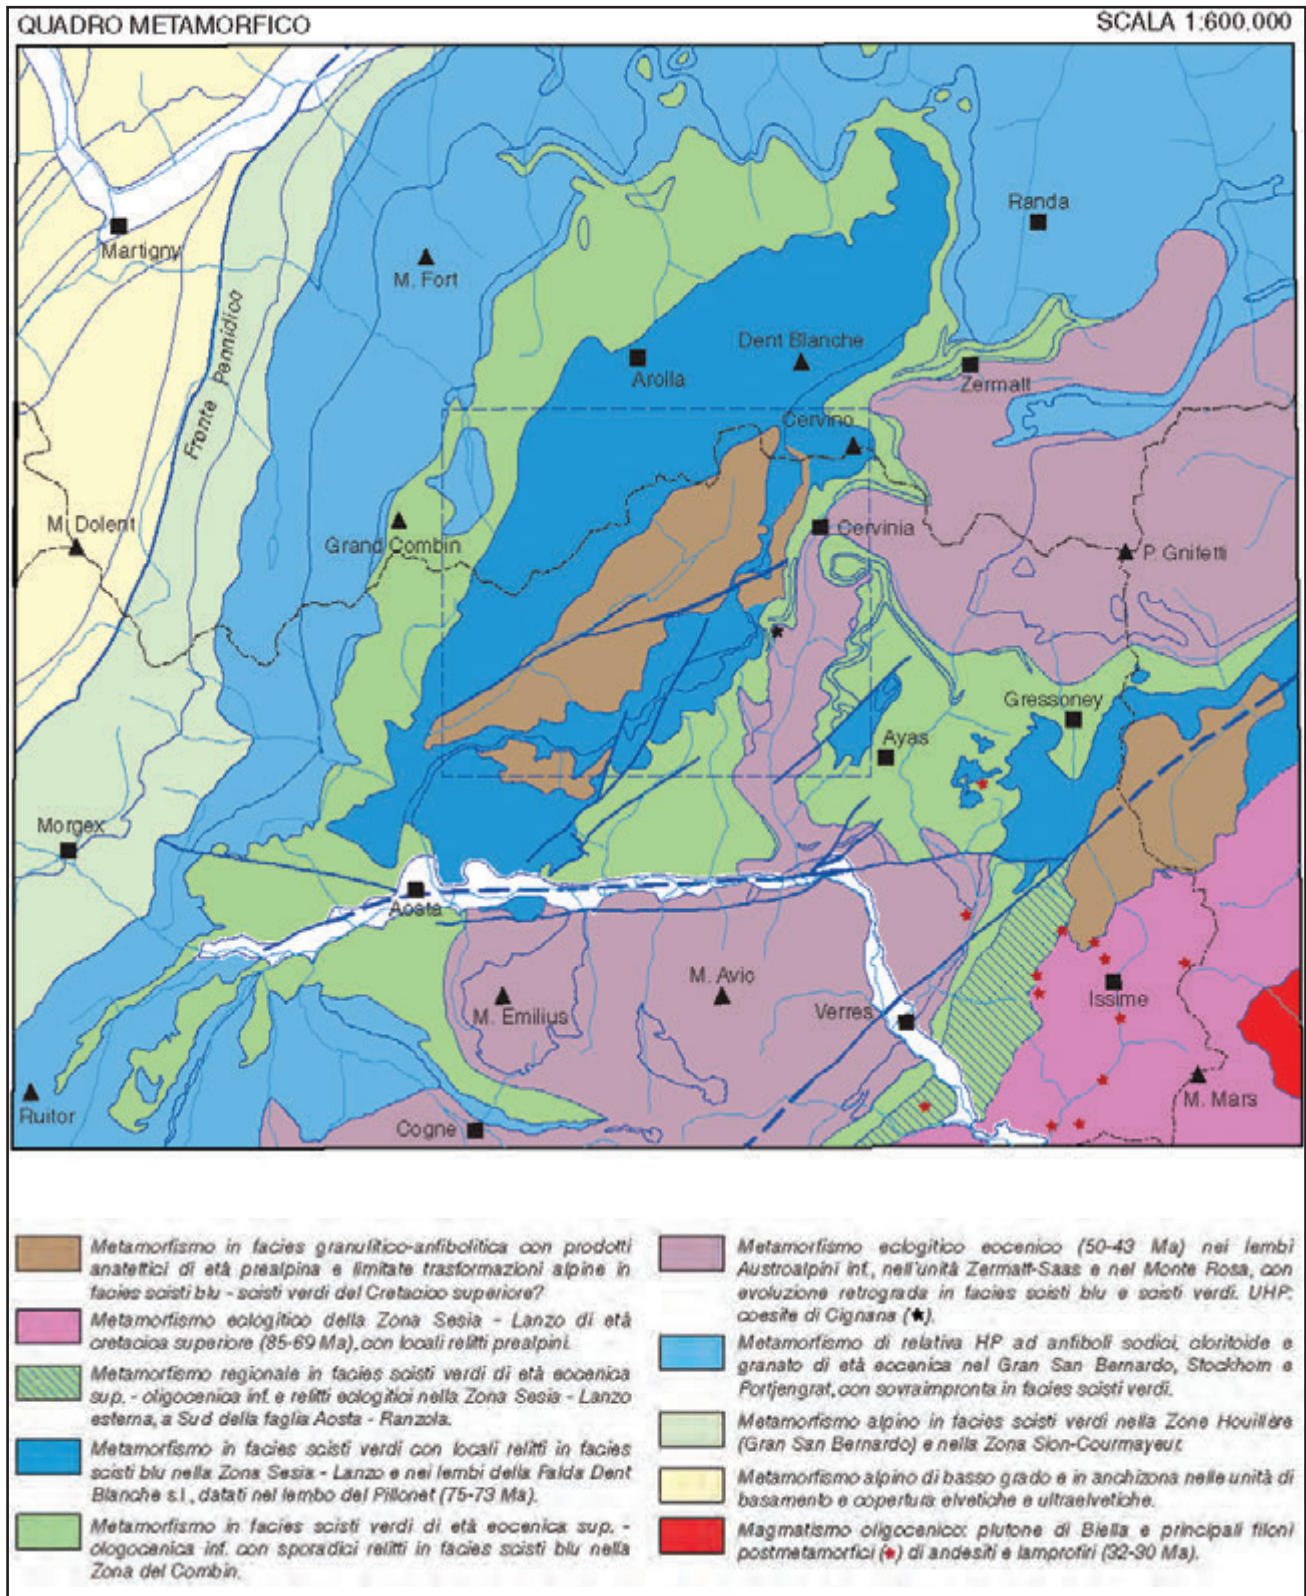 QUADRO METAMORFICO
SCALA 1:600.000
Randa
Martigny
M. Fort
Fronte Pennidico
Dent Blanche
Arolla
Zermatt
Cervino
M. Dolent
Grand Combin
Cervinia
P. Gnifetti
Gressoney
Ayas
Morgex
Aosta
M. Avio
M. Emilius
Verres
Issime
Ruitor
M. Mars
Cogne
Metamorfismo in facies granulitico-anfibolitica con prodotti
anatettici di età prealpina e limitate trasformazioni alpine in
facies scisti blu - scisti verdi del Cretacico superiore?
Metamorfismo eclogitico della Zona Sesia - Lanzo di età
cretacica superiore (85-69 Ma), con locali relitti prealpini.
Metamorfismo regionale in facies scisti verdi di età eocenica
sup. - oligocenica inf. e relitti eclogitici nella Zona Sesia - Lanzo
esterna, a Sud della faglia Aosta - Ranzola.
Metamorfismo in facies scisti verdi con locali relitti in facies
scisti blu nella Zona Sesia - Lanzo e nei lembi della Falda Dent
Blanche s.l., datati nel lembo del Pillonet (75-73 Ma).
Metamorfismo in facies scisti verdi di età eocenica sup. -
ologocenica inf. con sporadici relitti in facies scisti blu nella
Zona del Combin.
Metamorfismo eclogitico eocenico (50-43 Ma) nei lembi
Austroalpini inf., nell'unità Zermatt-Saas e nel Monte Rosa, con
evoluzione retrograda in facies scisti blu e scisti verdi. UHP:
coesite di Cignana (★).
Metamorfismo di relativa HP ad anfiboli sodici, cloritoide e
granato di età eocenica nel Gran San Bernardo, Stockhorn e
Portjengrat, con sovraimpronta in facies scisti verdi.
Metamorfismo alpino in facies scisti verdi nella Zone Houillère
(Gran San Bernardo) e nella Zona Sion-Courmayeur.
Metamorfismo alpino di basso grado e in anchizona nelle unità di
basamento e copertura elvetiche e ultraelvetiche.
Magmatismo oligocenico: plutone di Biella e principali filoni
postmetamorfici (★) di andesiti e lamprofiri (32-30 Ma).